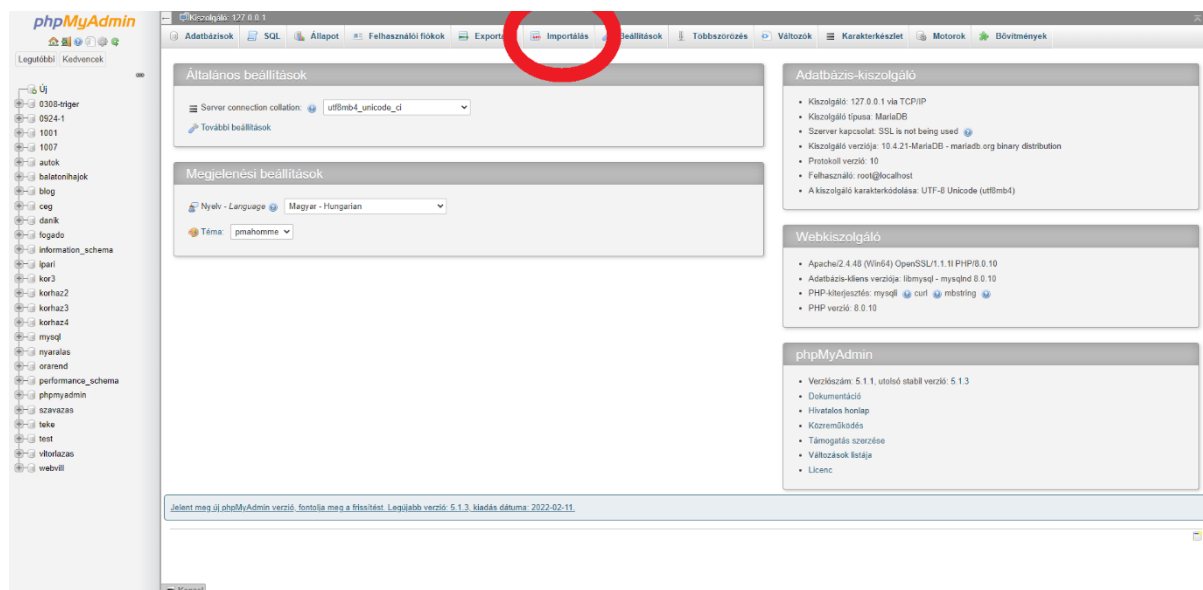 phpMyAdmin
Legutóbbi Kedvencek
Új
0308-triger
0924-1
1001
1007
autok
balatonihajok
blog
ceg
danik
fogado
information_schema
ipari
kor3
korhaz2
korhaz3
korhaz4
mysql
nyaralas
orarend
performance_schema
phpmyadmin
szavazas
teke
test
vitorlazas
webvill
Kiszolgáló: 127.0.0.1
Adatbázisok SQL Állapot Felhasználói fiókok Importálás Beállítások Többszörözés Változók Karakterkészlet Motorok Bővítmények
Általános beállítások
Server connection collation: utf8mb4_unicode_ci
További beállítások
Megjelenési beállítások
Nyelv - Language Magyar - Hungarian
Téma: pmahomme
Adatbázis-kiszolgáló
• Kiszolgáló: 127.0.0.1 via TCP/IP
• Kiszolgáló típusa: MariaDB
• Szerver kapcsolat: SSL is not being used
• Kiszolgáló verziója: 10.4.21-MariaDB - mariadb.org binary distribution
• Protokoll verzió: 10
• Felhasználó: root@localhost
• A kiszolgáló karakterkódolása: UTF-8 Unicode (utf8mb4)
Webkiszolgáló
• Apache/2.4.48 (Win64) OpenSSL/1.1.1l PHP/8.0.10
• Adatbázis-kliens verziója: libmysql - mysqlnd 8.0.10
• PHP-kiterjesztés: mysqli curl mbstring
• PHP verzió: 8.0.10
phpMyAdmin
• Verziószám: 5.1.1, utolsó stabil verzió: 5.1.3
• Dokumentáció
• Hivatalos honlap
• Közreműködés
• Támogatás szerzése
• Változások listája
• Licenc
Jelent meg új phpMyAdmin verzió, fontolja meg a frissítést. Legújabb verzió: 5.1.3, kiadás dátuma: 2022-02-11.